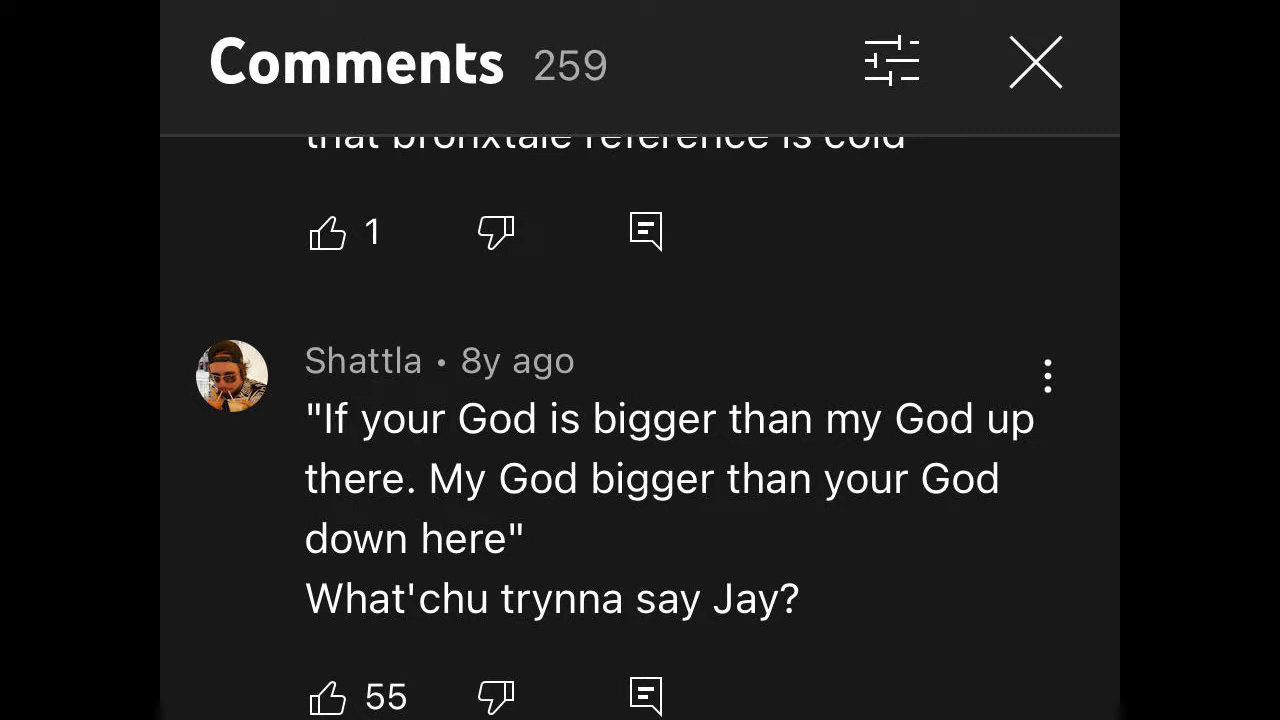 Comments 259
that bronxtale reference is cold
1
Shattla • 8y ago
"If your God is bigger than my God up
there. My God bigger than your God
down here"
What'chu trynna say Jay?
55